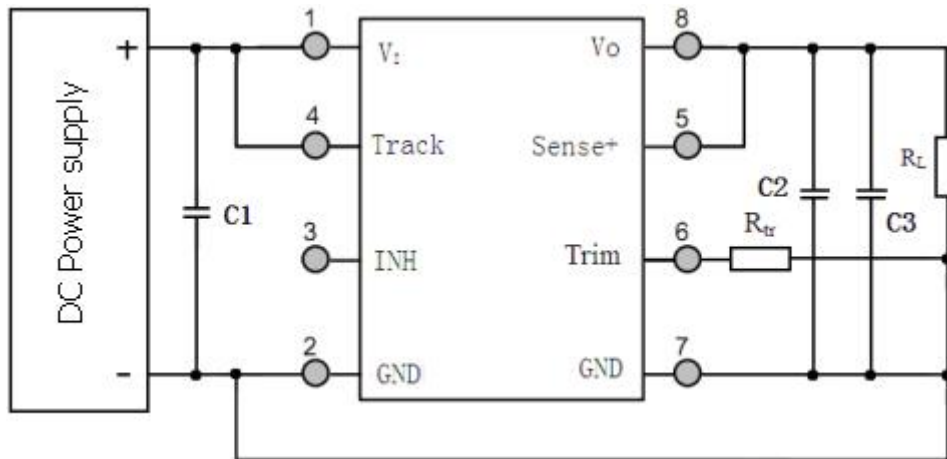 DC Power supply
+
-
C1
1
4
3
2
V₁
Track
INH
GND
Vo
Sense+
Trim
GND
8
5
6
7
Rtr
C2
C3
RL